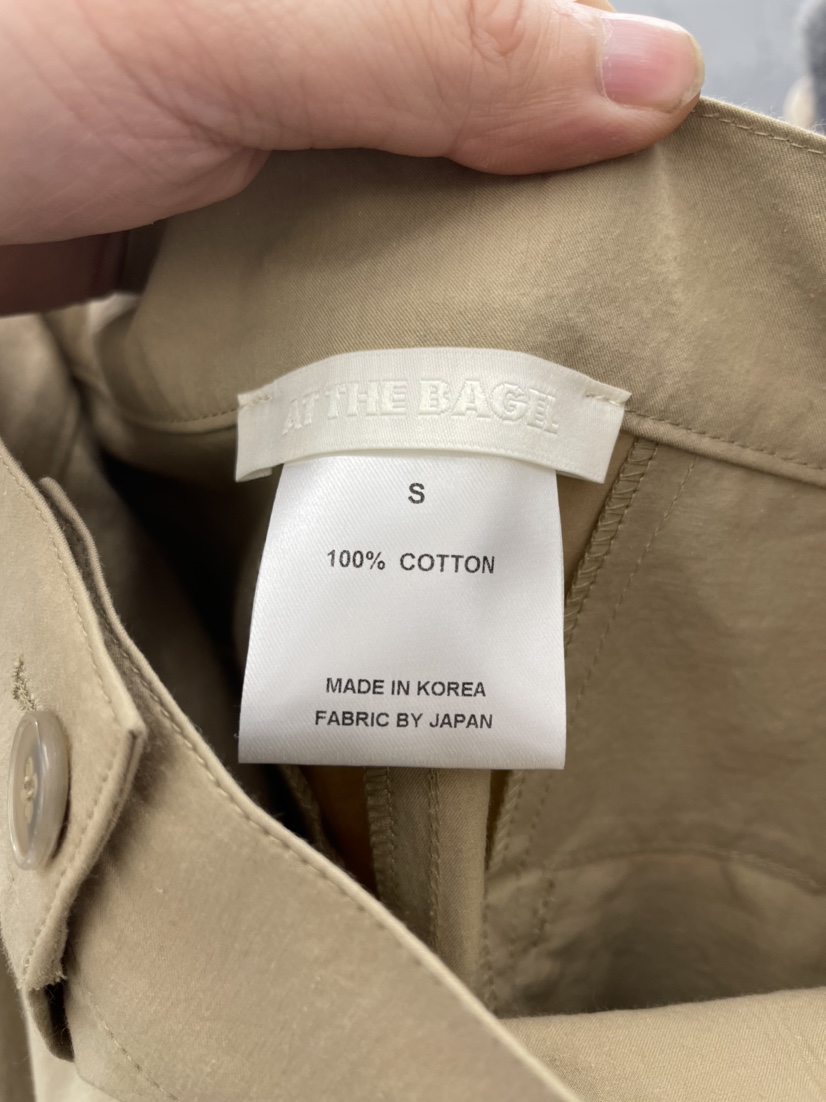 AT THE BAGEL
S
100% COTTON
MADE IN KOREA
FABRIC BY JAPAN